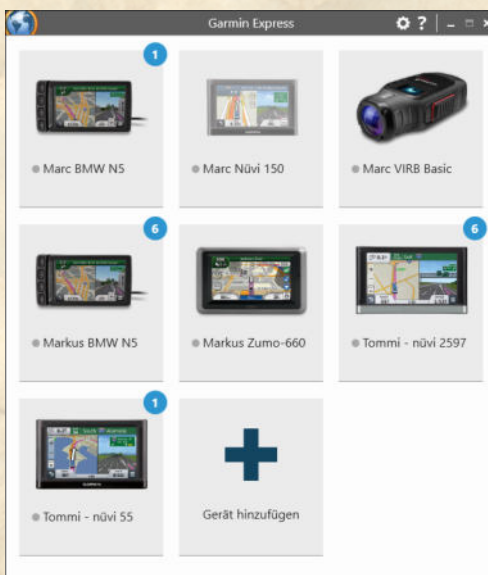 Garmin Express
?
1
Marc BMW N5
Marc Nüvi 150
Marc VIRB Basic
6
6
Markus BMW N5
Markus Zumo-660
Tommi - nüvi 2597
1
Tommi - nüvi 55
Gerät hinzufügen